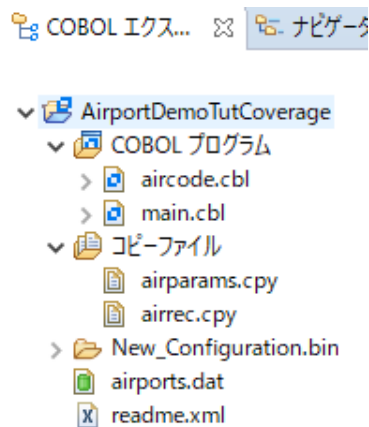 COBOL エクス... ナビゲータ
AirportDemoTutCoverage
COBOL プログラム
aircode.cbl
main.cbl
コピーファイル
airparams.cpy
airrec.cpy
New_Configuration.bin
airports.dat
readme.xml